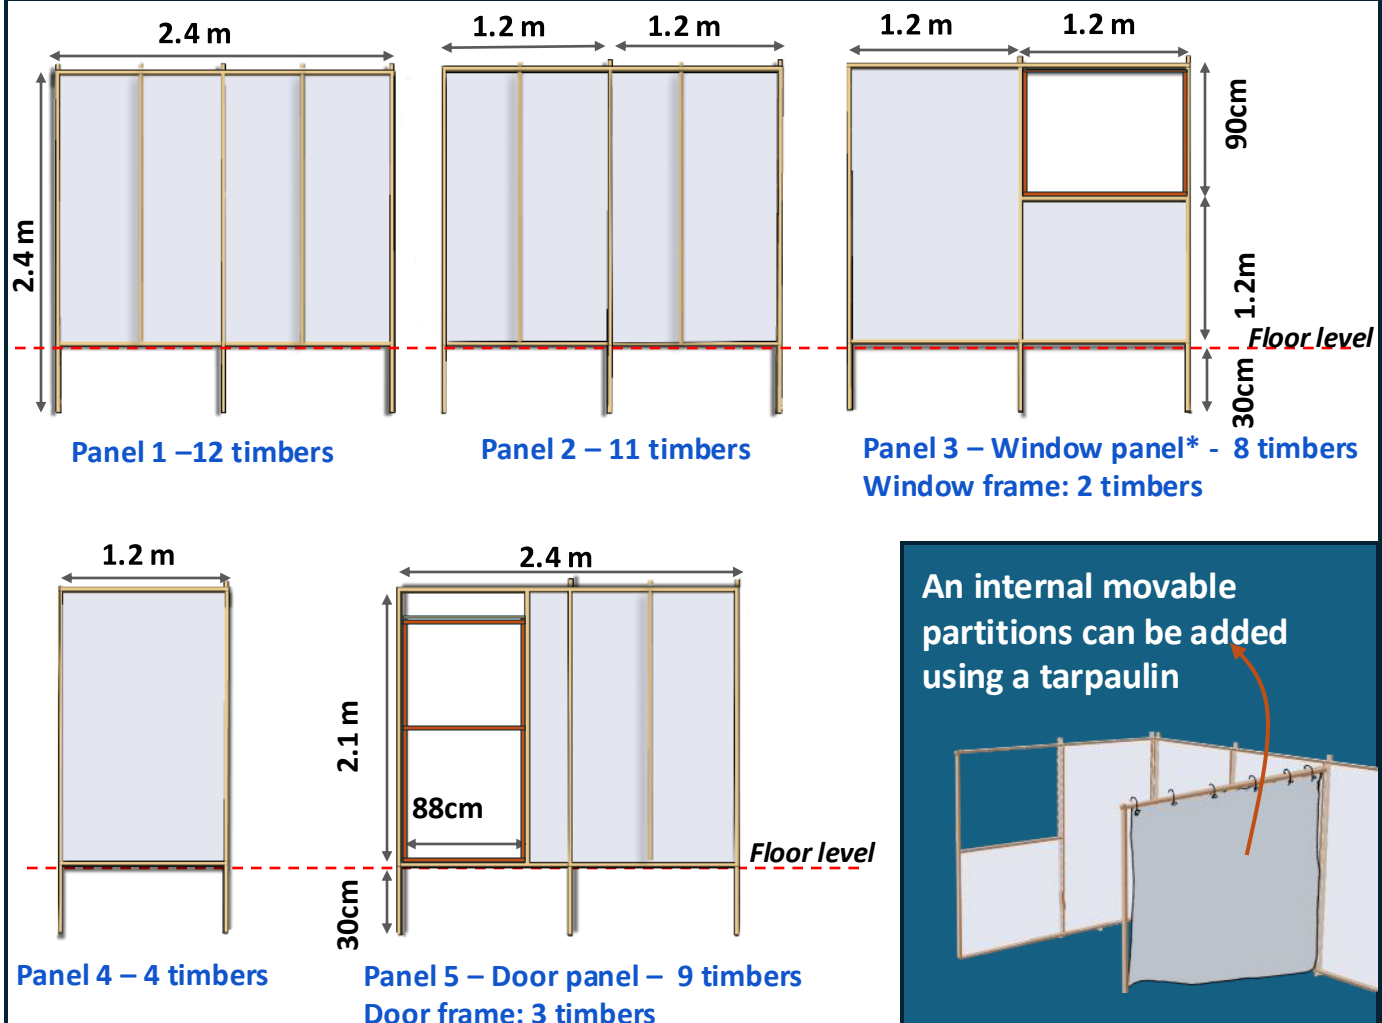 2.4 m
1.2 m
1.2 m
1.2 m
1.2 m
2.4 m
90cm
1.2m
Floor level
30cm
Panel 1 –12 timbers
Panel 2 – 11 timbers
Panel 3 – Window panel* - 8 timbers
Window frame: 2 timbers
1.2 m
2.4 m
2.1 m
88cm
Floor level
30cm
Panel 4 – 4 timbers
Panel 5 – Door panel – 9 timbers
Door frame: 3 timbers
An internal movable
partitions can be added
using a tarpaulin